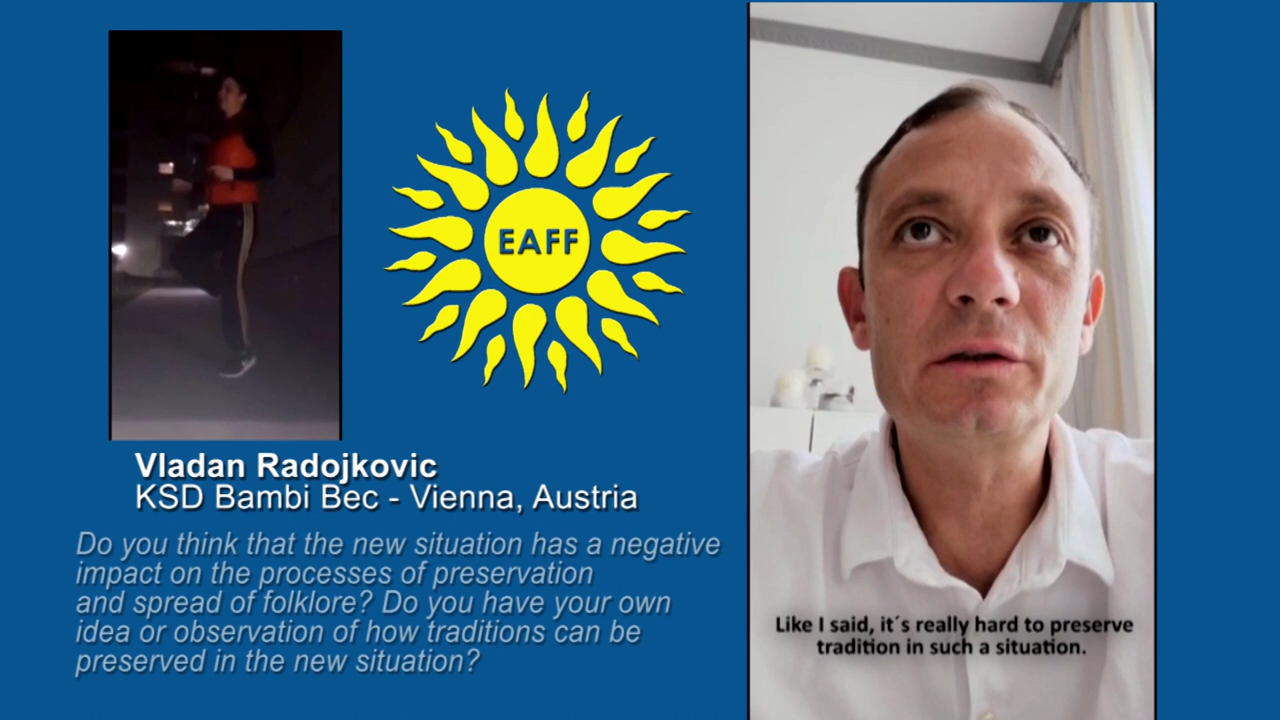 EAFF
Vladan Radojkovic
KSD Bambi Bec - Vienna, Austria
Do you think that the new situation has a negative
impact on the processes of preservation
and spread of folklore? Do you have your own
idea or observation of how traditions can be
preserved in the new situation?
Like I said, it´s really hard to preserve
tradition in such a situation.